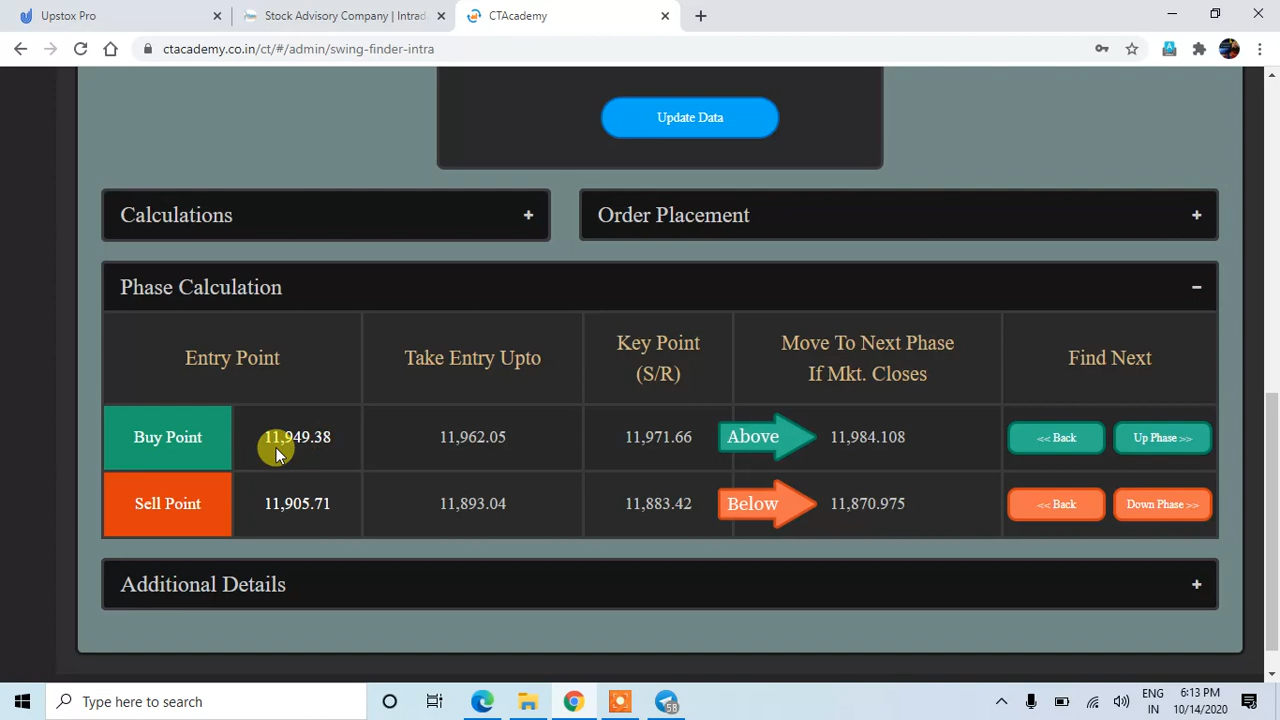 Upstox Pro
Stock Advisory Company | Intrad
CTAcademy
ctacademy.co.in/ct/#/admin/swing-finder-intra
Update Data
Calculations +
Order Placement +
Phase Calculation −
Entry Point
Take Entry Upto
Key Point
(S/R)
Move To Next Phase
If Mkt. Closes
Find Next
Buy Point 11,949.38 11,962.05 11,971.66 Above 11,984.108 << Back Up Phase >>
Sell Point 11,905.71 11,893.04 11,883.42 Below 11,870.975 << Back Down Phase >>
Additional Details +
Type here to search
58
ENG
IN
6:13 PM
10/14/2020